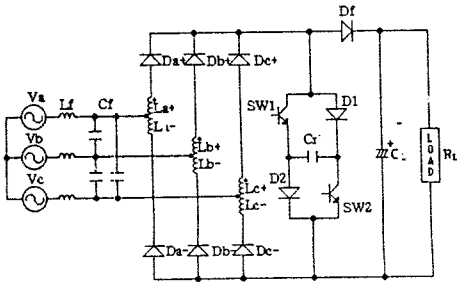 Df
Da+ Db+ Dc+
Va Lf Cf La+
SW1 D1
La-
Vb Lb+ Cr
Lb-
D2
Vc Lc+
Lc-
SW2
CL
LOAD
RL
Da- Db- Dc-